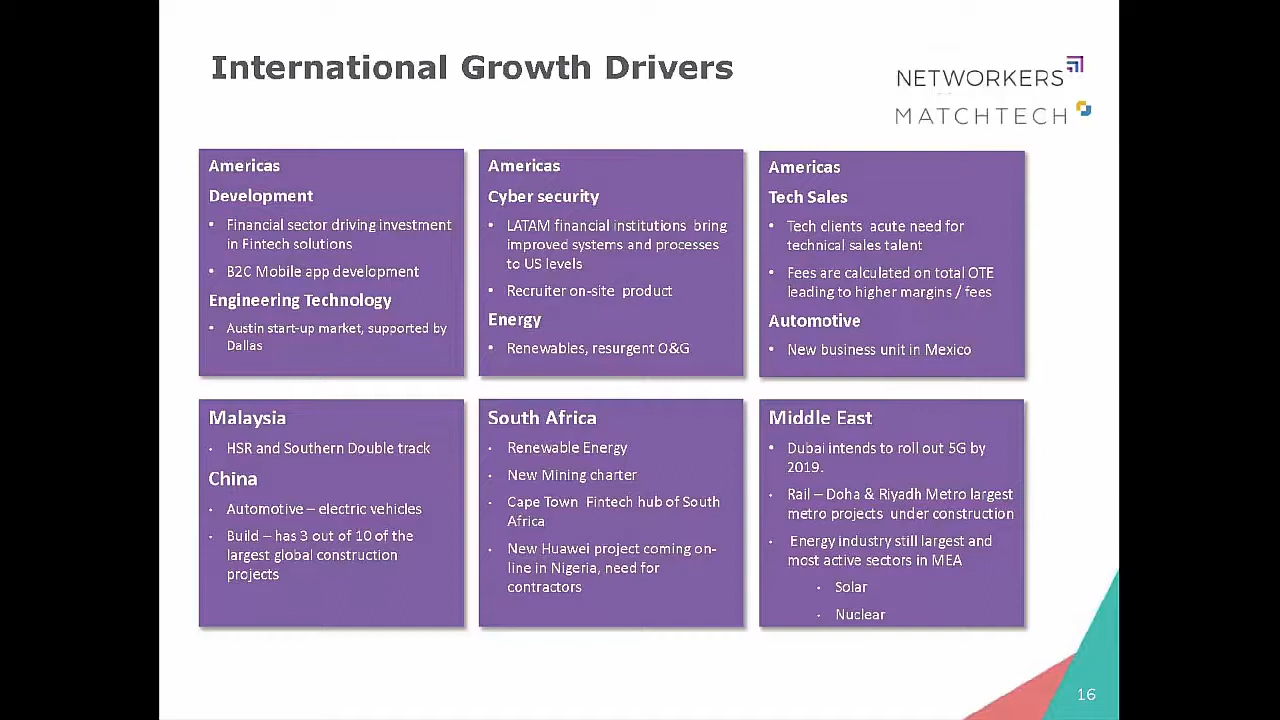 International Growth Drivers
NETWORKERS
MATCHTECH
Americas
Development
• Financial sector driving investment
in Fintech solutions
• B2C Mobile app development
Engineering Technology
• Austin start-up market, supported by
Dallas
Americas
Cyber security
• LATAM financial institutions bring
improved systems and processes
to US levels
• Recruiter on-site product
Energy
• Renewables, resurgent O&G
Americas
Tech Sales
• Tech clients acute need for
technical sales talent
• Fees are calculated on total OTE
leading to higher margins / fees
Automotive
• New business unit in Mexico
Malaysia
• HSR and Southern Double track
China
• Automotive – electric vehicles
• Build – has 3 out of 10 of the
largest global construction
projects
South Africa
• Renewable Energy
• New Mining charter
• Cape Town Fintech hub of South
Africa
• New Huawei project coming on-
line in Nigeria, need for
contractors
Middle East
• Dubai intends to roll out 5G by
2019.
• Rail – Doha & Riyadh Metro largest
metro projects under construction
• Energy industry still largest and
most active sectors in MEA
• Solar
• Nuclear
16